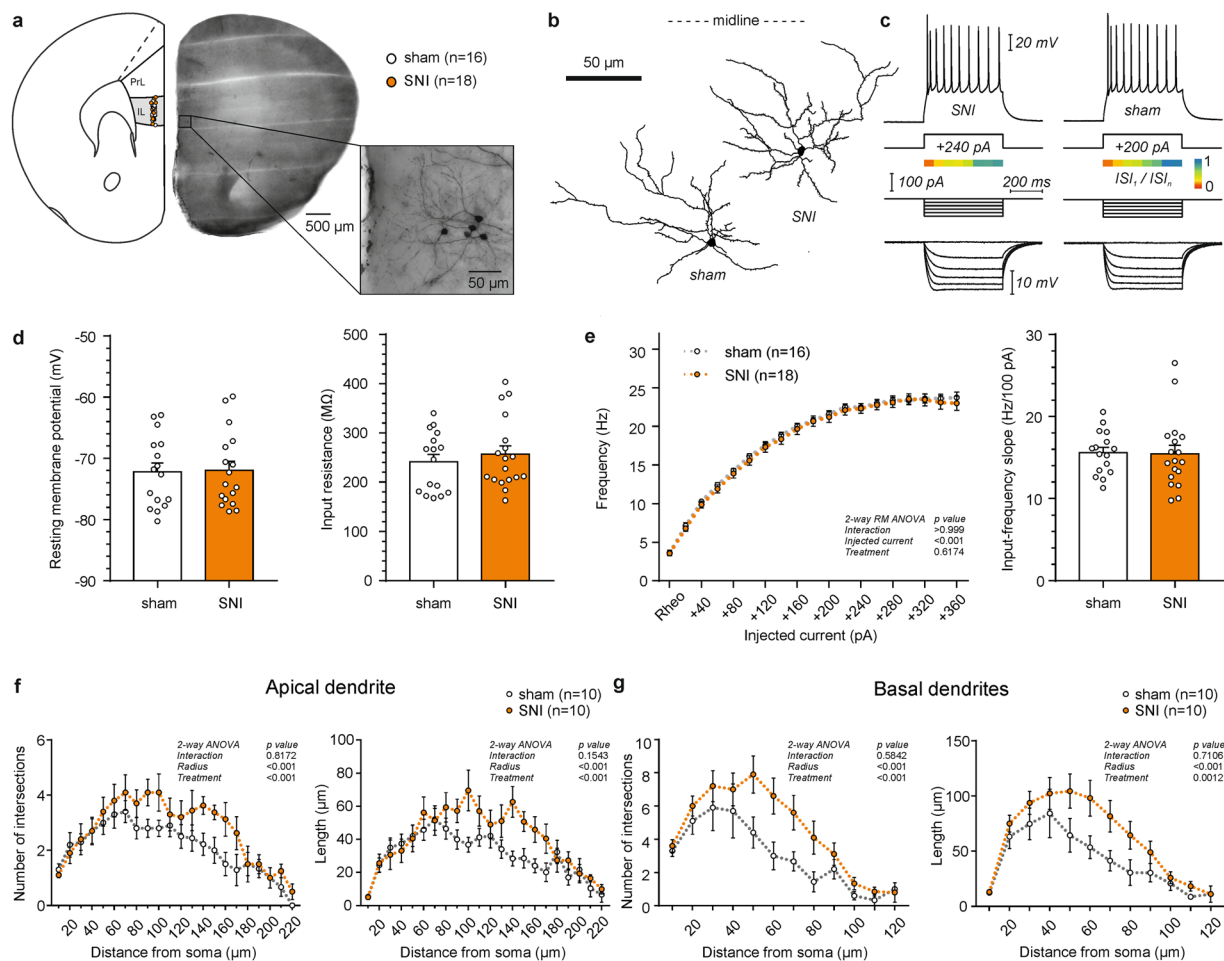 a
PrL
IL
sham (n=16)
SNI (n=18)
500 µm
50 µm
b
midline
50 µm
SNI
sham
c
20 mV
SNI
sham
+240 pA
+200 pA
100 pA
200 ms
ISI1 / ISIn
1
0
10 mV
d
Resting membrane potential (mV)
-50
-60
-70
-80
-90
sham
SNI
Input resistance (MΩ)
500
400
300
200
100
0
sham
SNI
e
Frequency (Hz)
30
25
20
15
10
5
0
sham (n=16)
SNI (n=18)
2-way RM ANOVA p value
Interaction >0.999
Injected current <0.001
Treatment 0.6174
Rheo +40 +80 +120 +160 +200 +240 +280 +320 +360
Injected current (pA)
Input-frequency slope (Hz/100 pA)
30
20
10
0
sham
SNI
f
Apical dendrite
sham (n=10)
SNI (n=10)
Number of intersections
6
4
2
0
2-way ANOVA p value
Interaction 0.8172
Radius <0.001
Treatment <0.001
20 40 60 80 100 120 140 160 180 200 220
Distance from soma (µm)
Length (µm)
100
80
60
40
20
0
2-way ANOVA p value
Interaction 0.1543
Radius <0.001
Treatment <0.001
20 40 60 80 100 120 140 160 180 200 220
Distance from soma (µm)
g
Basal dendrites
sham (n=10)
SNI (n=10)
Number of intersections
10
8
6
4
2
0
2-way ANOVA p value
Interaction 0.5842
Radius <0.001
Treatment <0.001
20 40 60 80 100 120
Distance from soma (µm)
Length (µm)
150
100
50
0
2-way ANOVA p value
Interaction 0.7106
Radius <0.001
Treatment 0.0012
20 40 60 80 100 120
Distance from soma (µm)